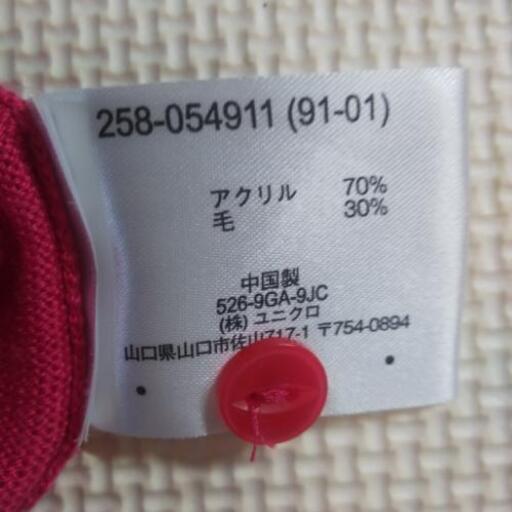 258-054911 (91-01)
アクリル 70%
毛 30%
中国製
526-9GA-9JC
(株) ユニクロ
山口県山口市佐山717-1 〒754-0894